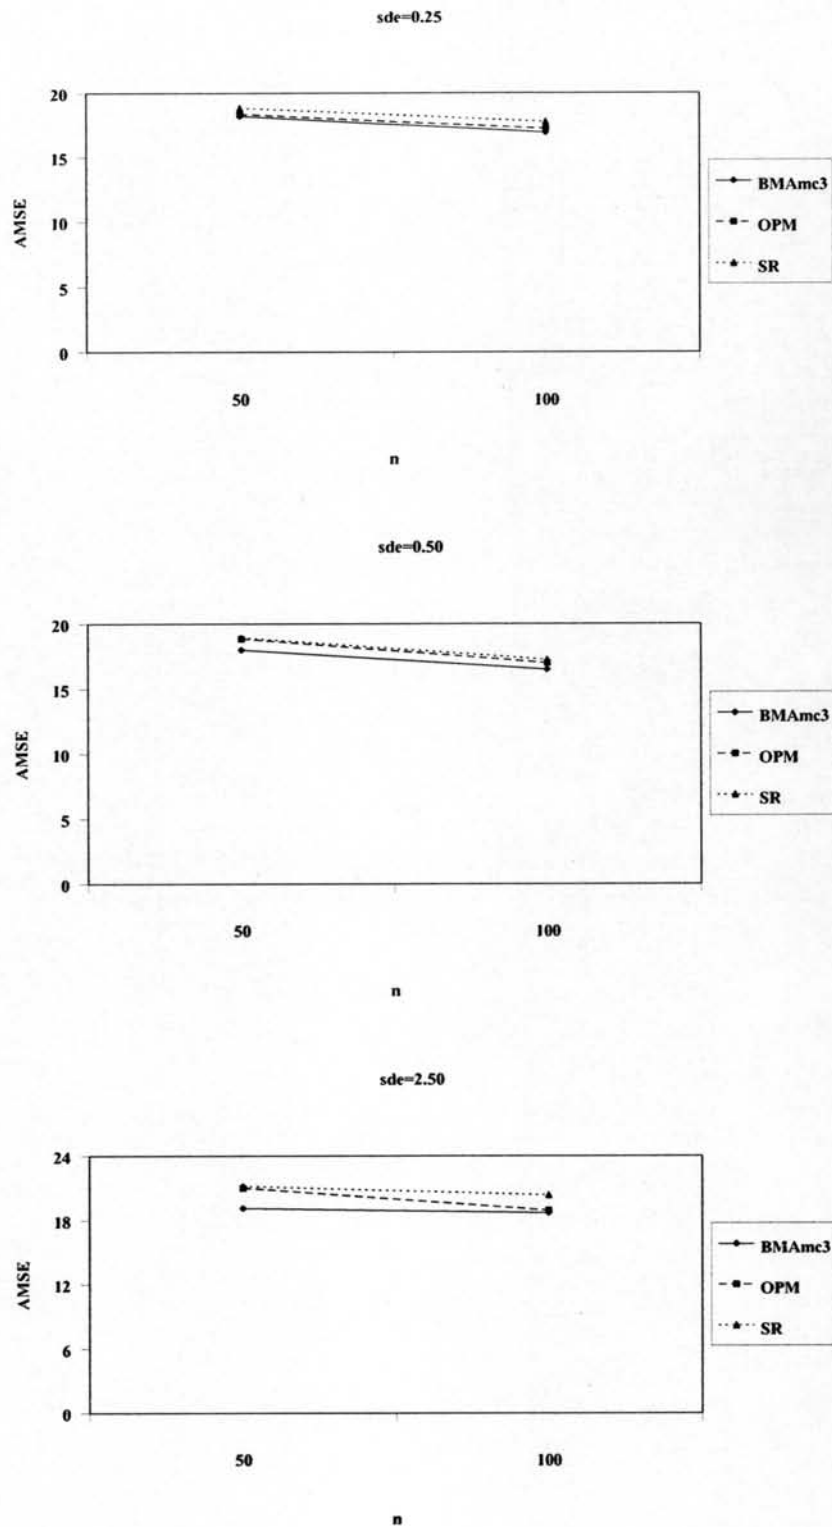 sde=0.25
20
15
10
5
0
AMSE
50
100
n
BMAmc3
OPM
SR
sde=0.50
20
15
10
5
0
AMSE
50
100
n
BMAmc3
OPM
SR
sde=2.50
24
18
12
6
0
AMSE
50
100
n
BMAmc3
OPM
SR